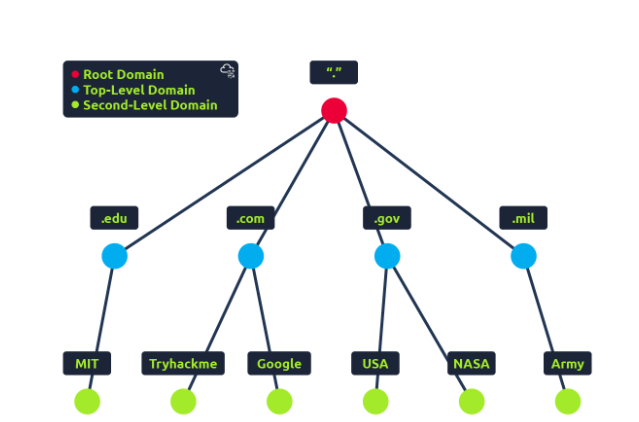 Root Domain
Top-Level Domain
Second-Level Domain
“.”
.edu
.com
.gov
.mil
MIT
Tryhackme
Google
USA
NASA
Army